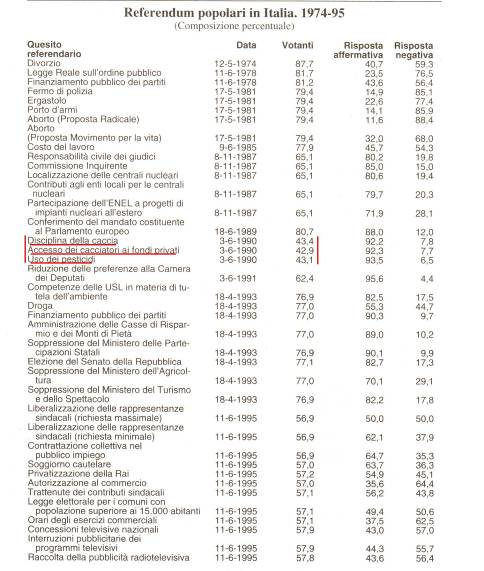 Referendum popolari in Italia. 1974-95
(Composizione percentuale)
Quesito referendario Data Votanti Risposta affermativa Risposta negativa
Divorzio 12-5-1974 87,7 40,7 59,3
Legge Reale sull'ordine pubblico 11-6-1978 81,7 23,5 76,5
Finanziamento pubblico dei partiti 11-6-1978 81,2 43,6 56,4
Fermo di polizia 17-5-1981 79,4 14,9 85,1
Ergastolo 17-5-1981 79,4 22,6 77,4
Porto d'armi 17-5-1981 79,4 14,1 85,9
Aborto (Proposta Radicale) 17-5-1981 79,4 11,6 88,4
Aborto
(Proposta Movimento per la vita) 17-5-1981 79,4 32,0 68,0
Costo del lavoro 9-6-1985 77,9 45,7 54,3
Responsabilità civile dei giudici 8-11-1987 65,1 80,2 19,8
Commissione Inquirente 8-11-1987 65,1 85,0 15,0
Localizzazione delle centrali nucleari 8-11-1987 65,1 80,6 19,4
Contributi agli enti locali per le centrali
nucleari 8-11-1987 65,1 79,7 20,3
Partecipazione dell'ENEL a progetti di
impianti nucleari all'estero 8-11-1987 65,1 71,9 28,1
Conferimento del mandato costituente
al Parlamento europeo 18-6-1989 80,7 88,0 12,0
Disciplina della caccia 3-6-1990 43,4 92,2 7,8
Accesso dei cacciatori ai fondi privati 3-6-1990 42,9 92,3 7,7
Uso dei pesticidi 3-6-1990 43,1 93,5 6,5
Riduzione delle preferenze alla Camera
dei Deputati 3-6-1991 62,4 95,6 4,4
Competenze delle USL in materia di tu-
tela dell'ambiente 18-4-1993 76,9 82,5 17,5
Droga 18-4-1993 77,0 55,3 44,7
Finanziamento pubblico dei partiti 18-4-1993 77,0 90,3 9,7
Amministrazione delle Casse di Rispar-
mio e dei Monti di Pietà 18-4-1993 77,0 89,0 10,2
Soppressione del Ministero delle Parte-
cipazioni Statali 18-4-1993 76,9 90,1 9,9
Elezione del Senato della Repubblica 18-4-1993 77,1 82,7 17,3
Soppressione del Ministero dell'Agricol-
tura 18-4-1993 77,0 70,1 29,1
Soppressione del Ministero del Turismo
e dello Spettacolo 18-4-1993 76,9 82,2 17,8
Liberalizzazione delle rappresentanze
sindacali (richiesta massimale) 11-6-1995 56,9 50,0 50,0
Liberalizzazione delle rappresentanze
sindacali (richiesta minimale) 11-6-1995 56,9 62,1 37,9
Contrattazione collettiva nel
pubblico impiego 11-6-1995 56,9 64,7 35,3
Soggiorno cautelare 11-6-1995 57,0 63,7 36,3
Privatizzazione della Rai 11-6-1995 57,2 54,9 45,1
Autorizzazione al commercio 11-6-1995 57,0 35,6 64,4
Trattenute dei contributi sindacali 11-6-1995 57,1 56,2 43,8
Legge elettorale per i comuni con
popolazione superiore ai 15.000 abitanti 11-6-1995 57,1 49,4 50,6
Orari degli esercizi commerciali 11-6-1995 57,1 37,5 62,5
Concessioni televisive nazionali 11-6-1995 57,9 43,0 57,0
Interruzioni pubblicitarie dei
programmi televisivi 11-6-1995 57,9 44,3 55,7
Raccolta della pubblicità radiotelevisiva 11-6-1995 57,8 43,6 56,4